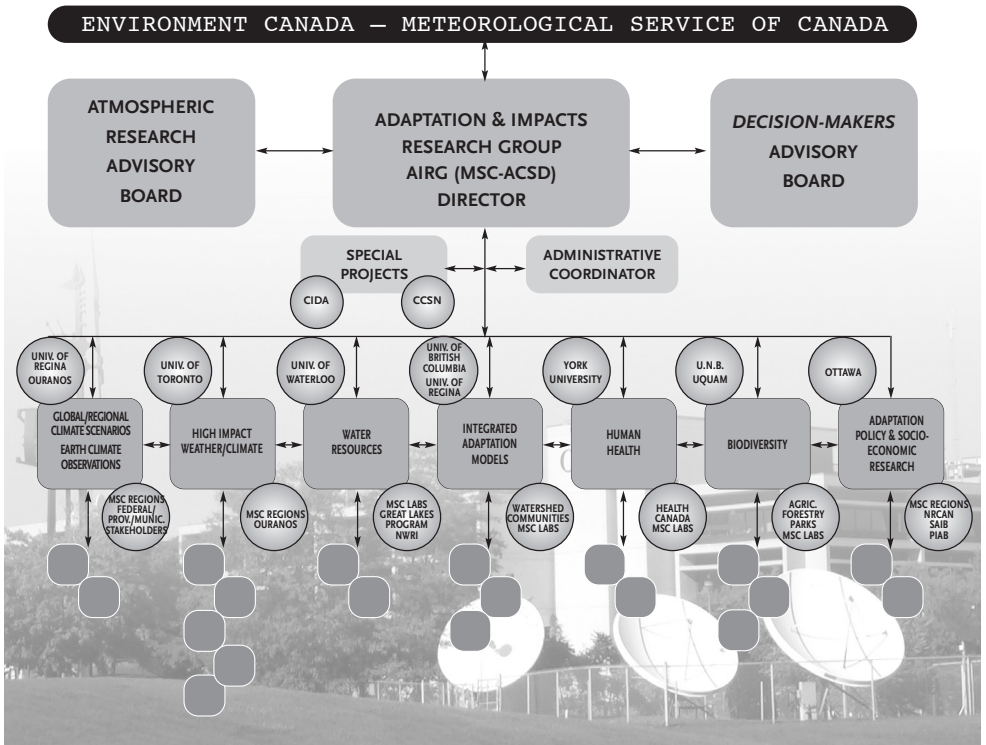 ENVIRONMENT CANADA — METEOROLOGICAL SERVICE OF CANADA
ATMOSPHERIC
RESEARCH
ADVISORY
BOARD
ADAPTATION & IMPACTS
RESEARCH GROUP
AIRG (MSC-ACSD)
DIRECTOR
DECISION-MAKERS
ADVISORY
BOARD
SPECIAL
PROJECTS
ADMINISTRATIVE
COORDINATOR
CIDA
CCSN
UNIV. OF
REGINA
OURANOS
UNIV. OF
TORONTO
UNIV. OF
WATERLOO
UNIV. OF
BRITISH
COLUMBIA
UNIV. OF
REGINA
YORK
UNIVERSITY
U.N.B.
UQUAM
OTTAWA
GLOBAL/REGIONAL
CLIMATE SCENARIOS
EARTH CLIMATE
OBSERVATIONS
HIGH IMPACT
WEATHER/CLIMATE
WATER
RESOURCES
INTEGRATED
ADAPTATION
MODELS
HUMAN
HEALTH
BIODIVERSITY
ADAPTATION
POLICY & SOCIO-
ECONOMIC
RESEARCH
MSC REGIONS
FEDERAL/
PROV./MUNIC.
STAKEHOLDERS
MSC REGIONS
OURANOS
MSC LABS
GREAT LAKES
PROGRAM
NWRI
WATERSHED
COMMUNITIES
MSC LABS
HEALTH
CANADA
MSC LABS
AGRIC.
FORESTRY
PARKS
MSC LABS
MSC REGIONS
NRCAN
SAIB
PIAB